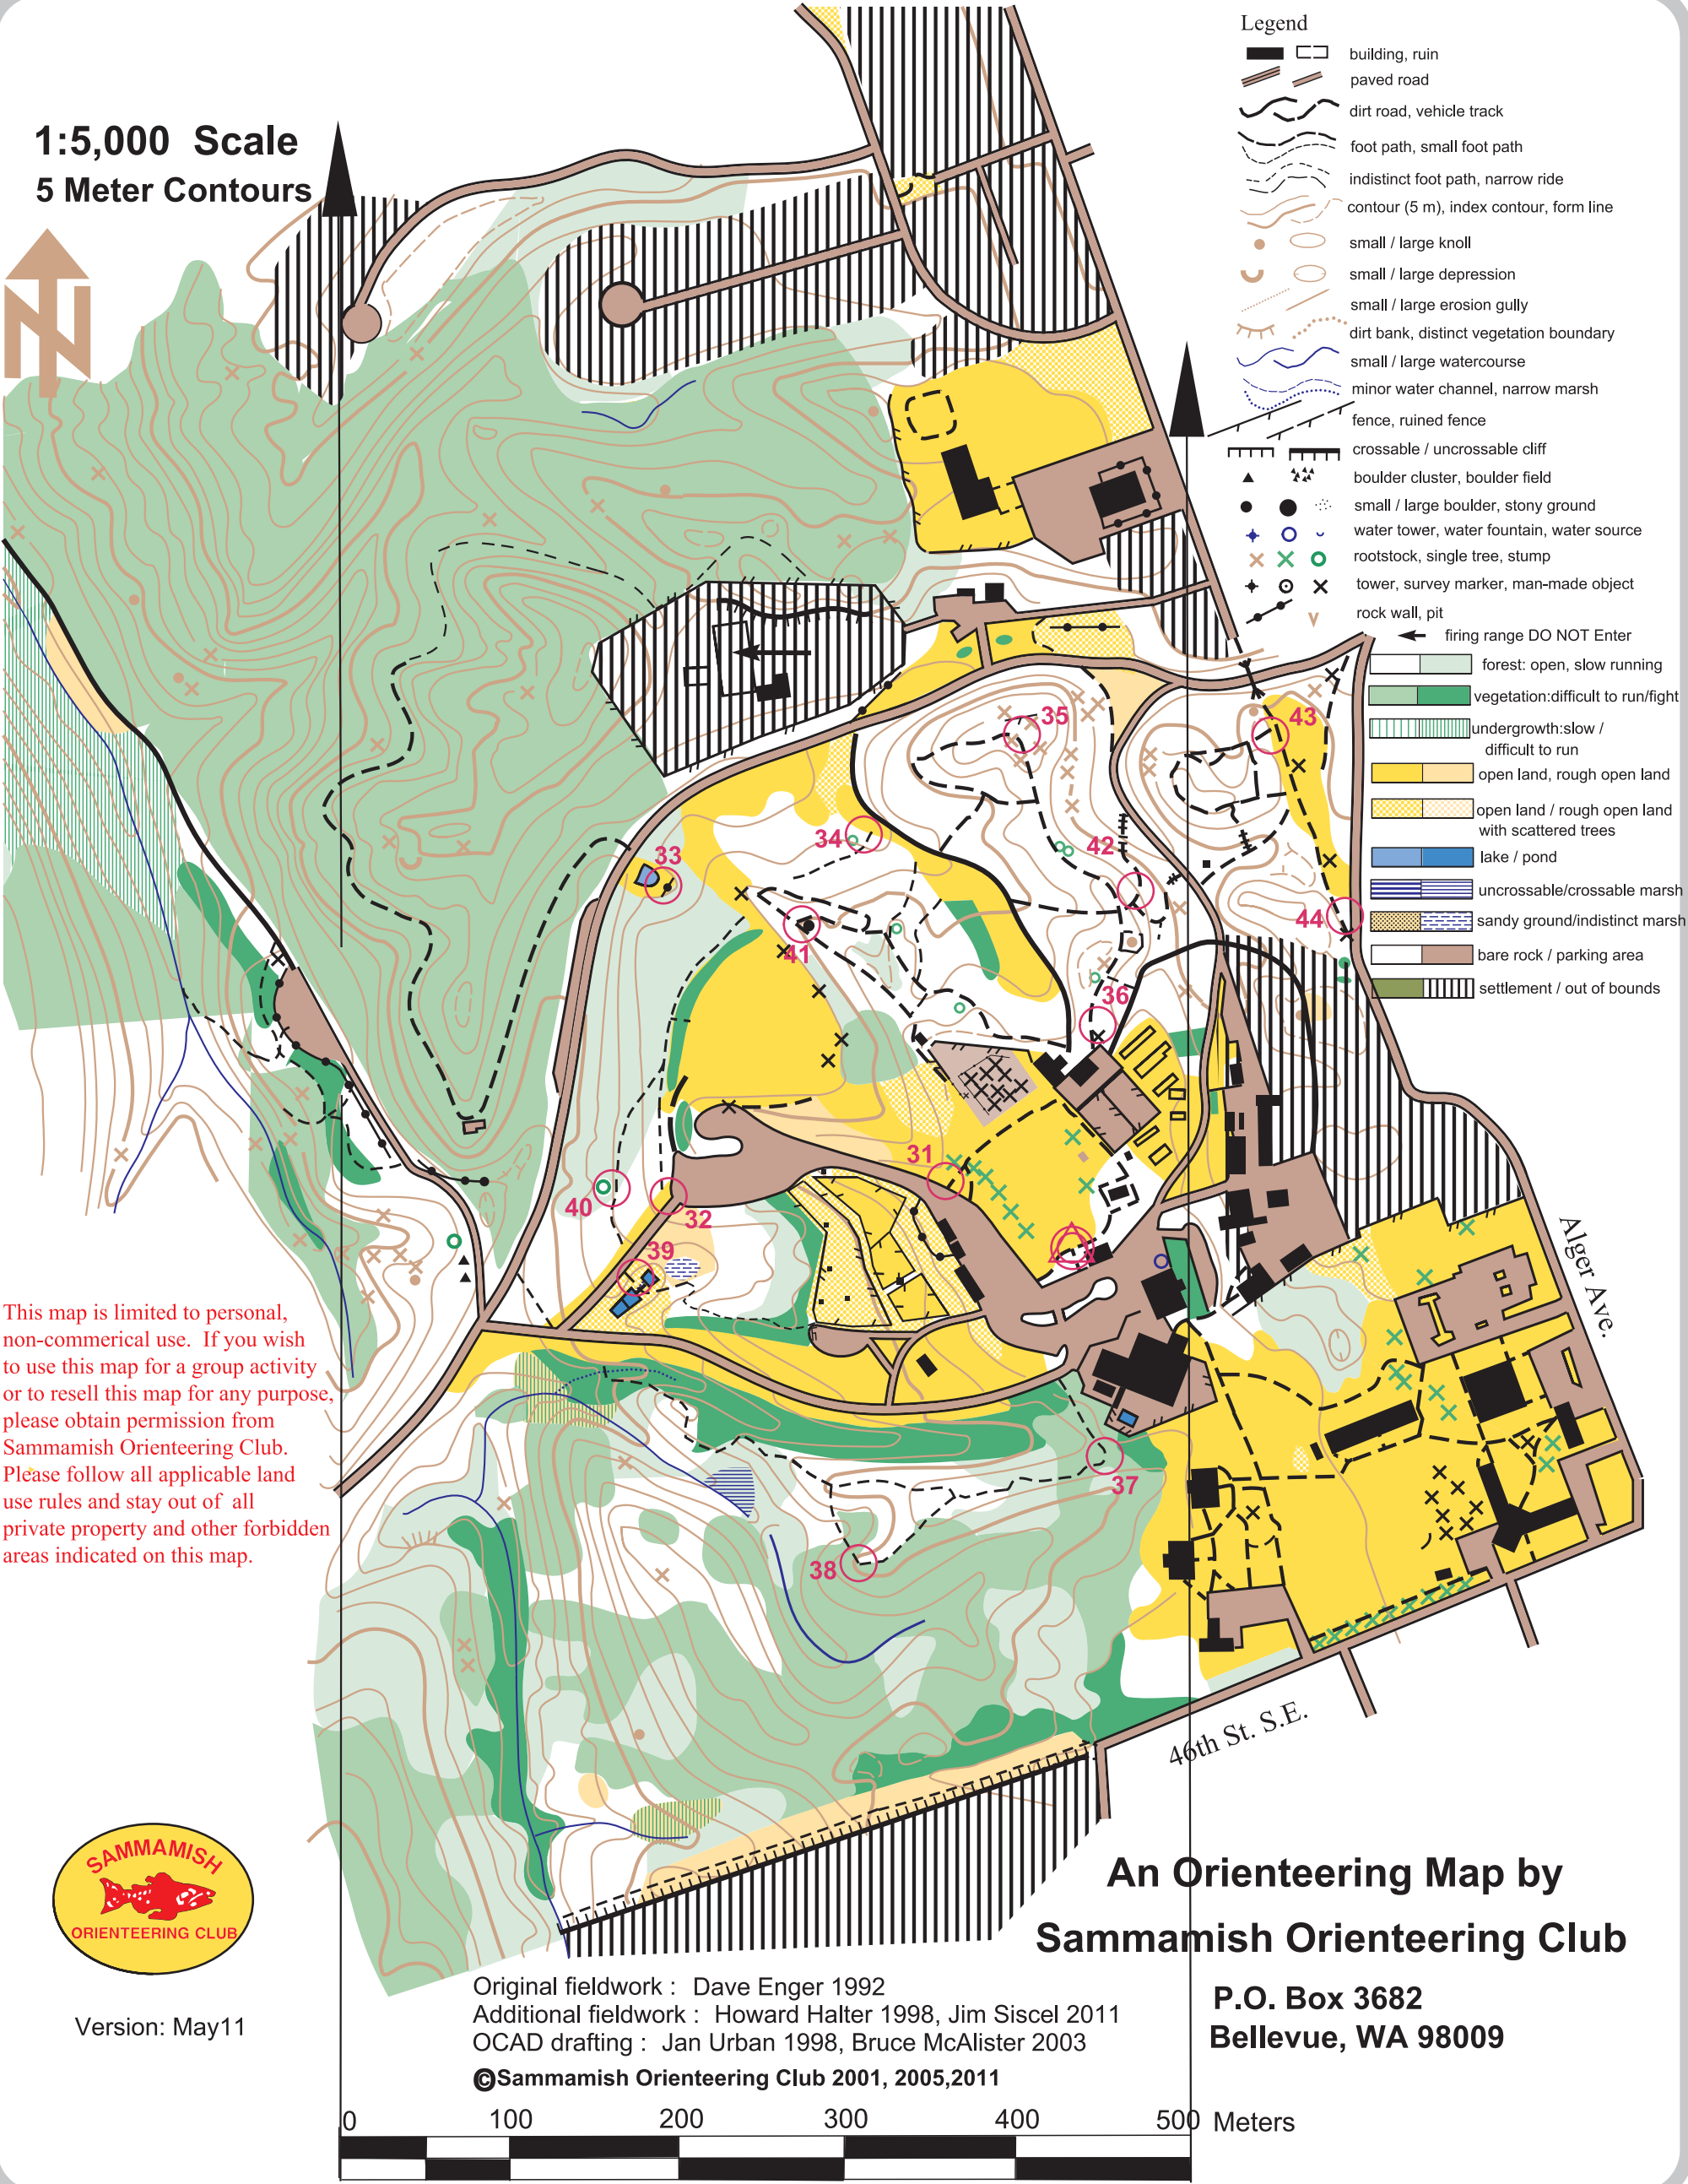 1:5,000 Scale
5 Meter Contours
N
Legend
building, ruin
paved road
dirt road, vehicle track
foot path, small foot path
indistinct foot path, narrow ride
contour (5 m), index contour, form line
small / large knoll
small / large depression
small / large erosion gully
dirt bank, distinct vegetation boundary
small / large watercourse
minor water channel, narrow marsh
fence, ruined fence
crossable / uncrossable cliff
boulder cluster, boulder field
small / large boulder, stony ground
water tower, water fountain, water source
rootstock, single tree, stump
tower, survey marker, man-made object
rock wall, pit
firing range DO NOT Enter
forest: open, slow running
vegetation:difficult to run/fight
undergrowth:slow /
difficult to run
open land, rough open land
open land / rough open land
with scattered trees
lake / pond
uncrossable/crossable marsh
sandy ground/indistinct marsh
bare rock / parking area
settlement / out of bounds
35
43
34
42
33
44
41
36
31
40
32
39
37
38
Alger Ave.
46th St. S.E.
This map is limited to personal,
non-commerical use. If you wish
to use this map for a group activity
or to resell this map for any purpose,
please obtain permission from
Sammamish Orienteering Club.
Please follow all applicable land
use rules and stay out of all
private property and other forbidden
areas indicated on this map.
SAMMAMISH
ORIENTEERING CLUB
Version: May11
An Orienteering Map by
Sammamish Orienteering Club
P.O. Box 3682
Bellevue, WA 98009
Original fieldwork : Dave Enger 1992
Additional fieldwork : Howard Halter 1998, Jim Siscel 2011
OCAD drafting : Jan Urban 1998, Bruce McAlister 2003
©Sammamish Orienteering Club 2001, 2005,2011
0 100 200 300 400 500 Meters